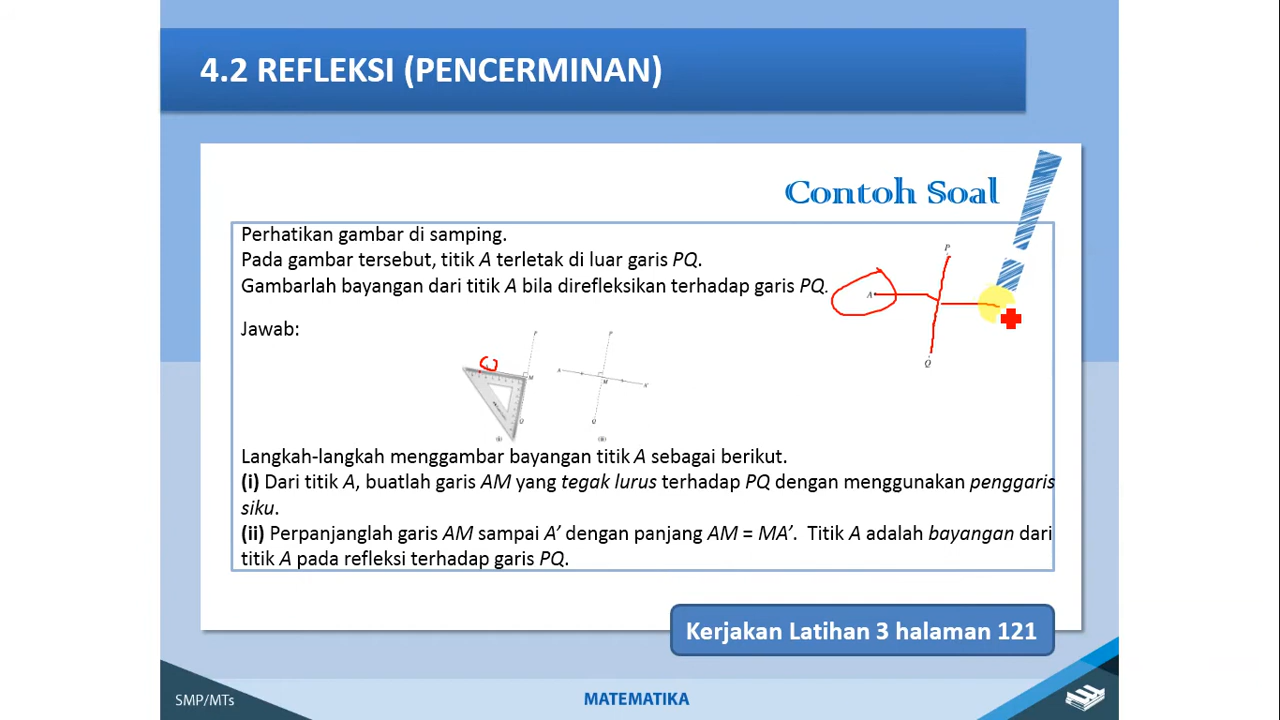 4.2 REFLEKSI (PENCERMINAN)
Contoh Soal
Perhatikan gambar di samping.
Pada gambar tersebut, titik A terletak di luar garis PQ.
Gambarlah bayangan dari titik A bila direfleksikan terhadap garis PQ.
P
A
Q
Jawab:
P
M
Q
P
A
M
A'
Q
Langkah-langkah menggambar bayangan titik A sebagai berikut.
(i) Dari titik A, buatlah garis AM yang tegak lurus terhadap PQ dengan menggunakan penggaris
siku.
(ii) Perpanjanglah garis AM sampai A’ dengan panjang AM = MA’. Titik A adalah bayangan dari
titik A pada refleksi terhadap garis PQ.
Kerjakan Latihan 3 halaman 121
SMP/MTs
MATEMATIKA